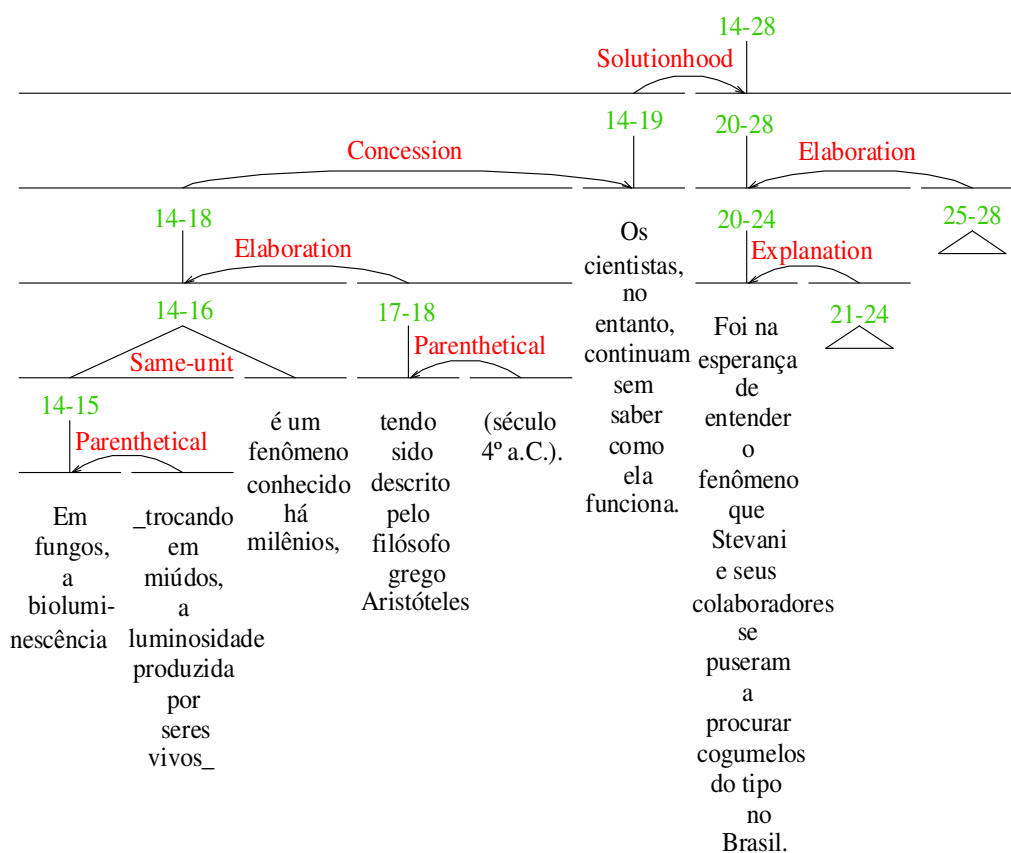 14-28
Solutionhood
14-19
20-28
Concession
Elaboration
14-18
20-24
25-28
Elaboration
Explanation
14-16
17-18
21-24
Same-unit
Parenthetical
14-15
Parenthetical
Em
fungos,
a
biolumi-
nescência
_trocando
em
miúdos,
a
luminosidade
produzida
por
seres
vivos_
é um
fenômeno
conhecido
há
milênios,
tendo
sido
descrito
pelo
filósofo
grego
Aristóteles
(século
4º a.C.).
Os
cientistas,
no
entanto,
continuam
sem
saber
como
ela
funciona.
Foi na
esperança
de
entender
o
fenômeno
que
Stevani
e seus
colaboradores
se
puseram
a
procurar
cogumelos
do tipo
no
Brasil.